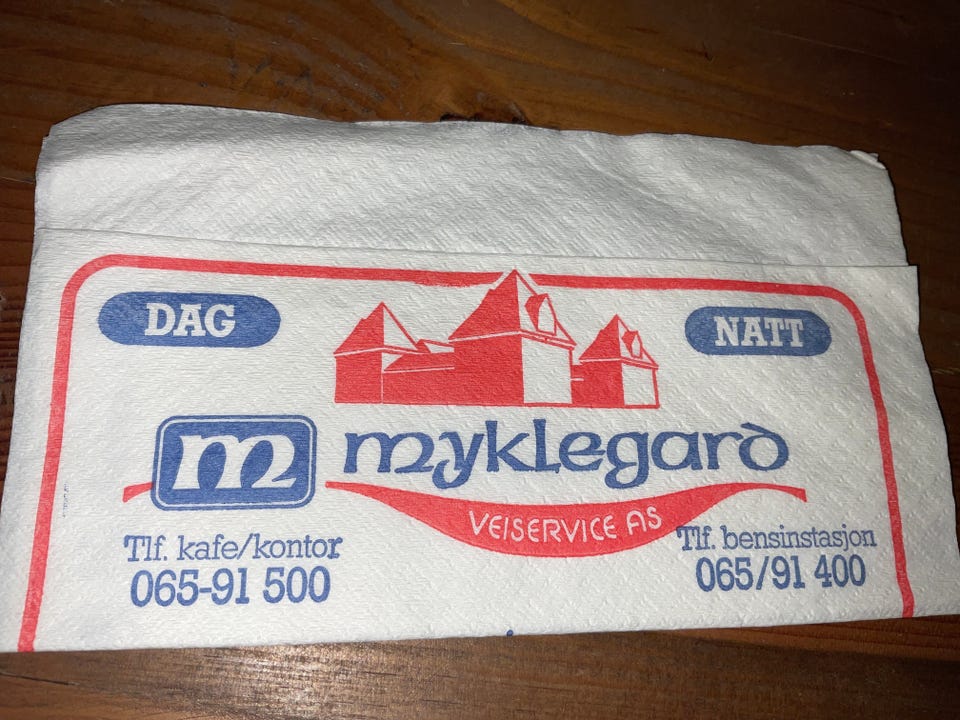 DAG
NATT
m myklegard
VEISERVICE AS
Tlf. kafe/kontor
065-91 500
Tlf. bensinstasjon
065/91 400